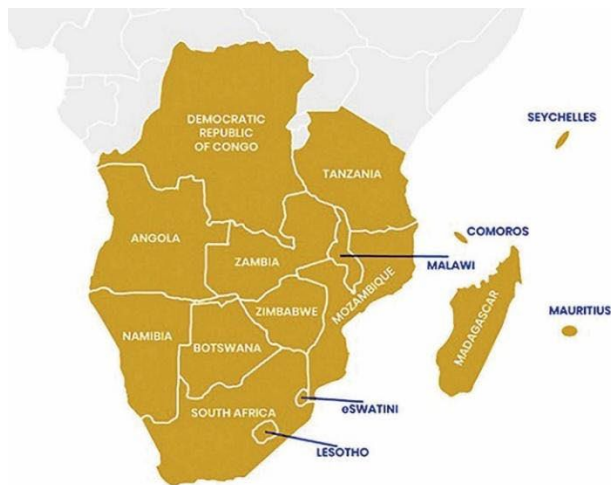 SEYCHELLES
DEMOCRATIC
REPUBLIC
OF CONGO
TANZANIA
COMOROS
ANGOLA
ZAMBIA
MALAWI
MOZAMBIQUE
MADAGASCAR
MAURITIUS
ZIMBABWE
NAMIBIA
BOTSWANA
eSWATINI
SOUTH AFRICA
LESOTHO